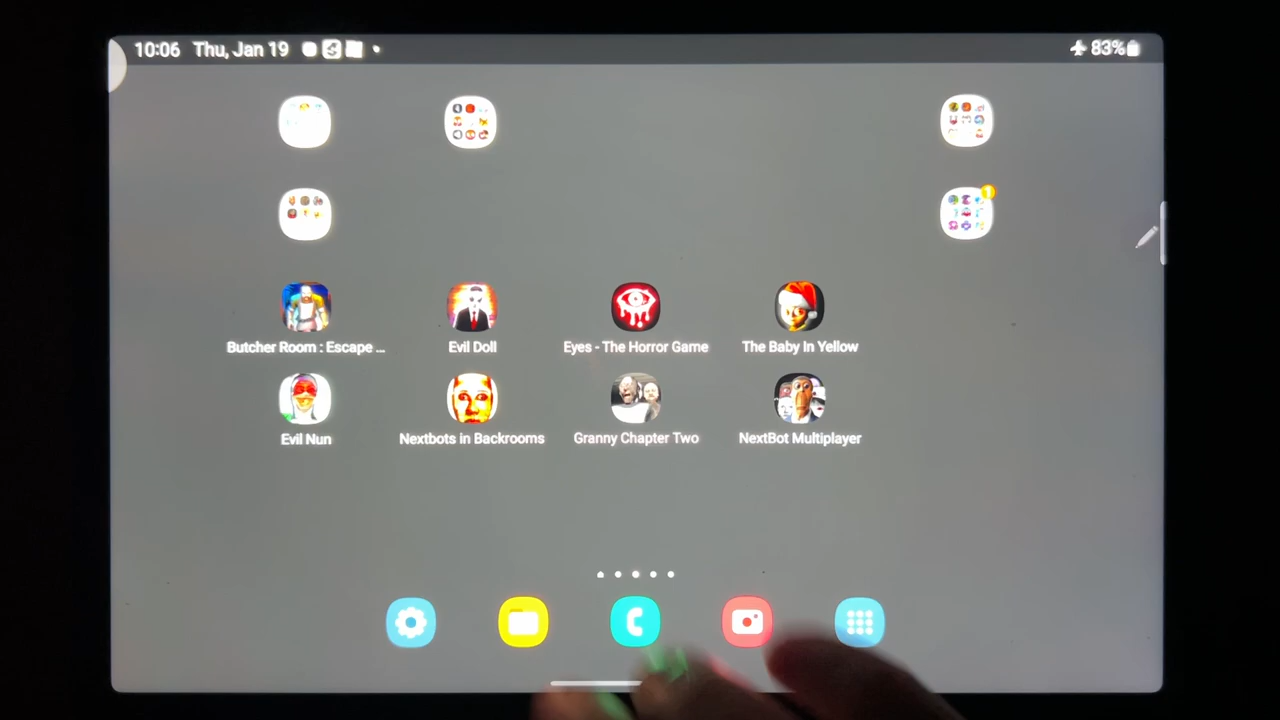 10:06 Thu, Jan 19
83%
1
Butcher Room : Escape ...
Evil Doll
Eyes - The Horror Game
The Baby In Yellow
Evil Nun
Nextbots in Backrooms
Granny Chapter Two
NextBot Multiplayer